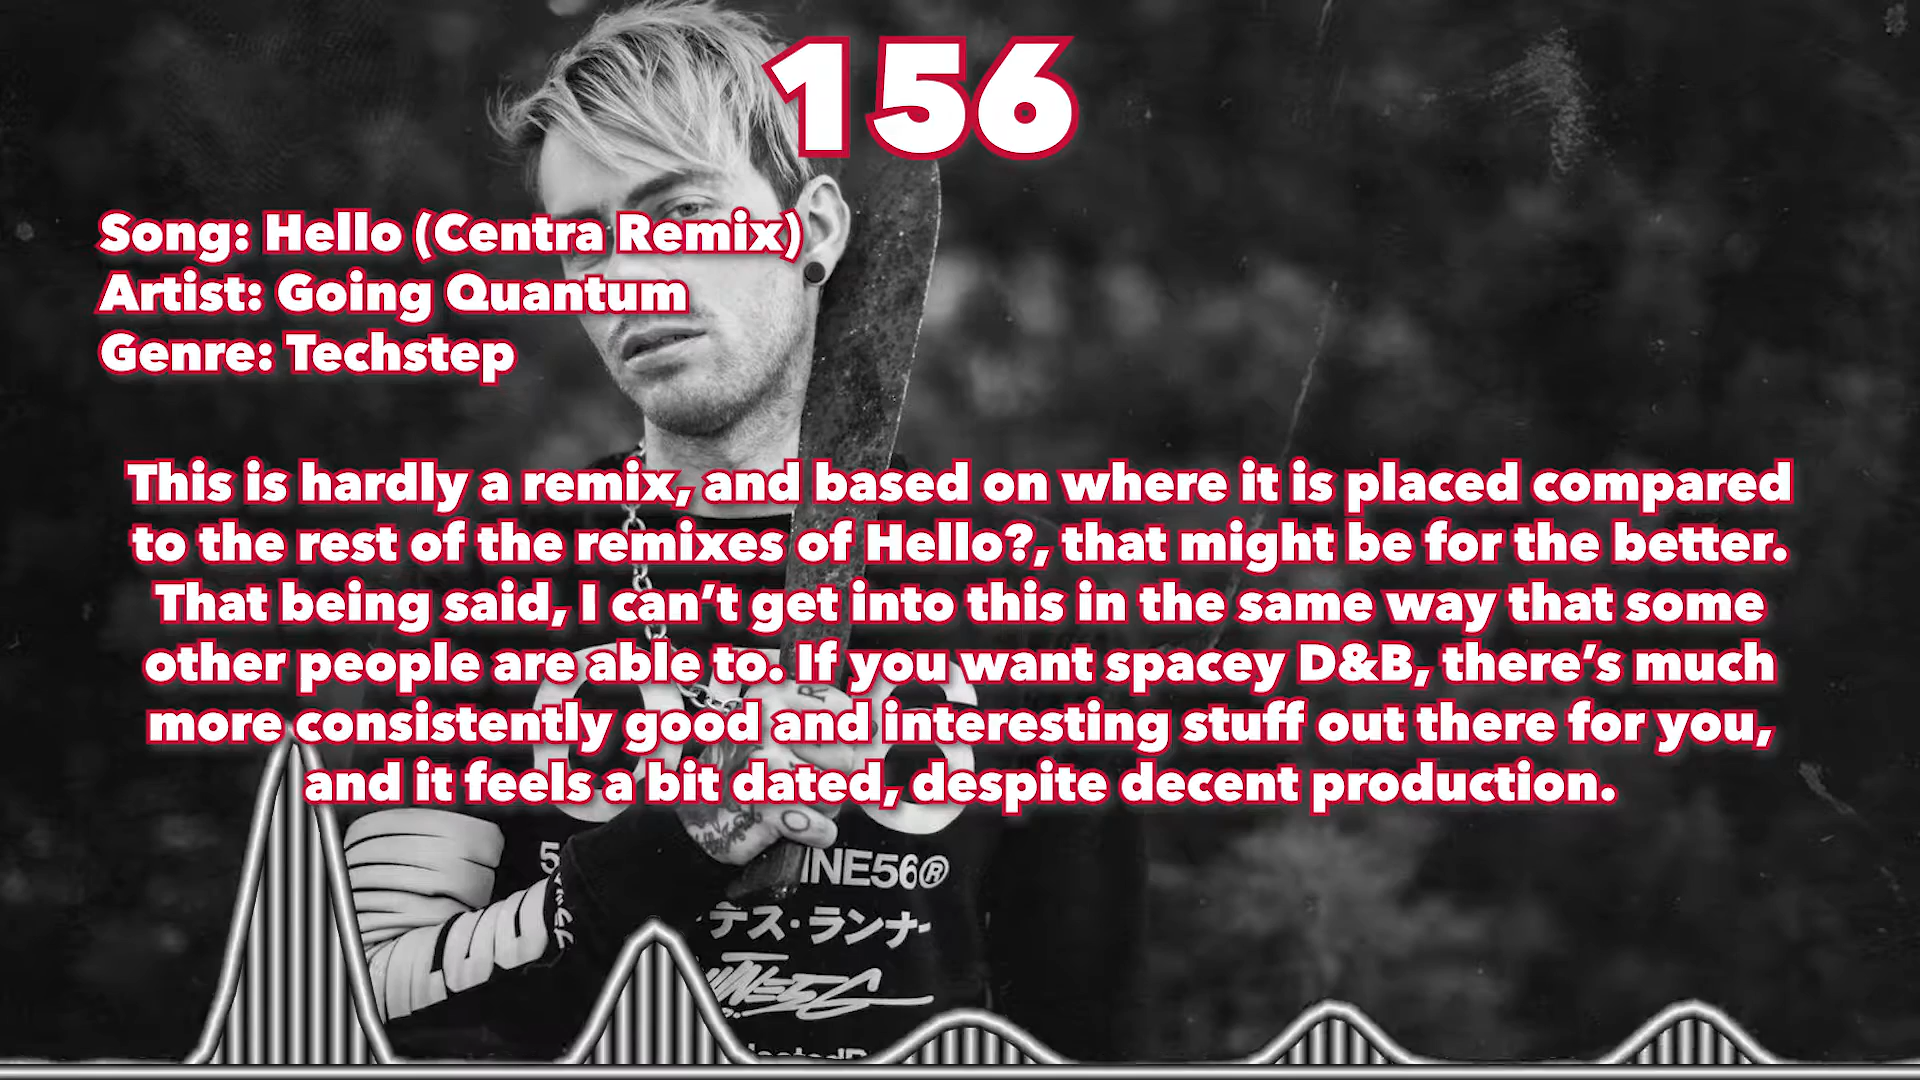 156
Song: Hello (Centra Remix)
Artist: Going Quantum
Genre: Techstep
This is hardly a remix, and based on where it is placed compared
to the rest of the remixes of Hello?, that might be for the better.
That being said, I can't get into this in the same way that some
other people are able to. If you want spacey D&B, there's much
more consistently good and interesting stuff out there for you,
and it feels a bit dated, despite decent production.
INE56®
テス・ランナー